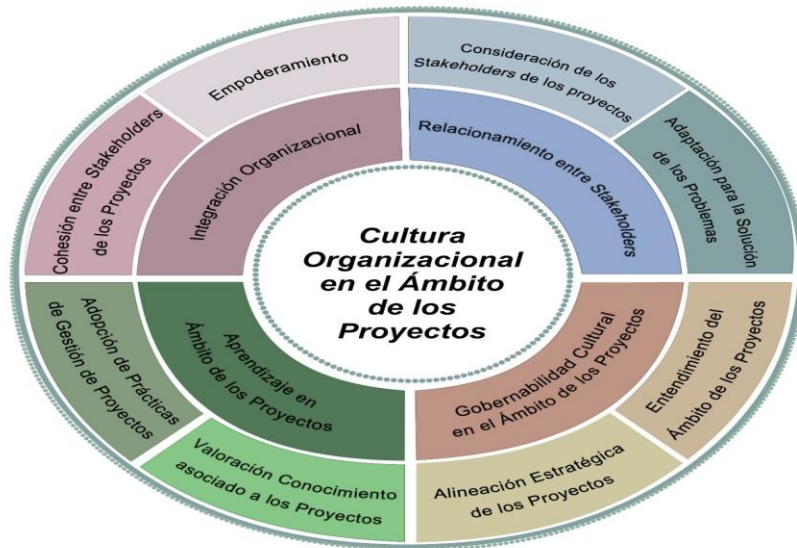 Empoderamiento
Consideración de los
Stakeholders de los proyectos
Cohesión entre Stakeholders
de los Proyectos
Integración Organizacional
Relacionamiento entre Stakeholders
Adaptación para la Solución
de los Problemas
Cultura
Organizacional
en el Ámbito
de los
Proyectos
Adopción de Prácticas
de Gestión de Proyectos
Aprendizaje en
Ámbito de los Proyectos
Gobernabilidad Cultural
en el Ámbito de los Proyectos
Entendimiento del
Ámbito de los Proyectos
Valoración Conocimiento
asociado a los Proyectos
Alineación Estratégica
de los Proyectos